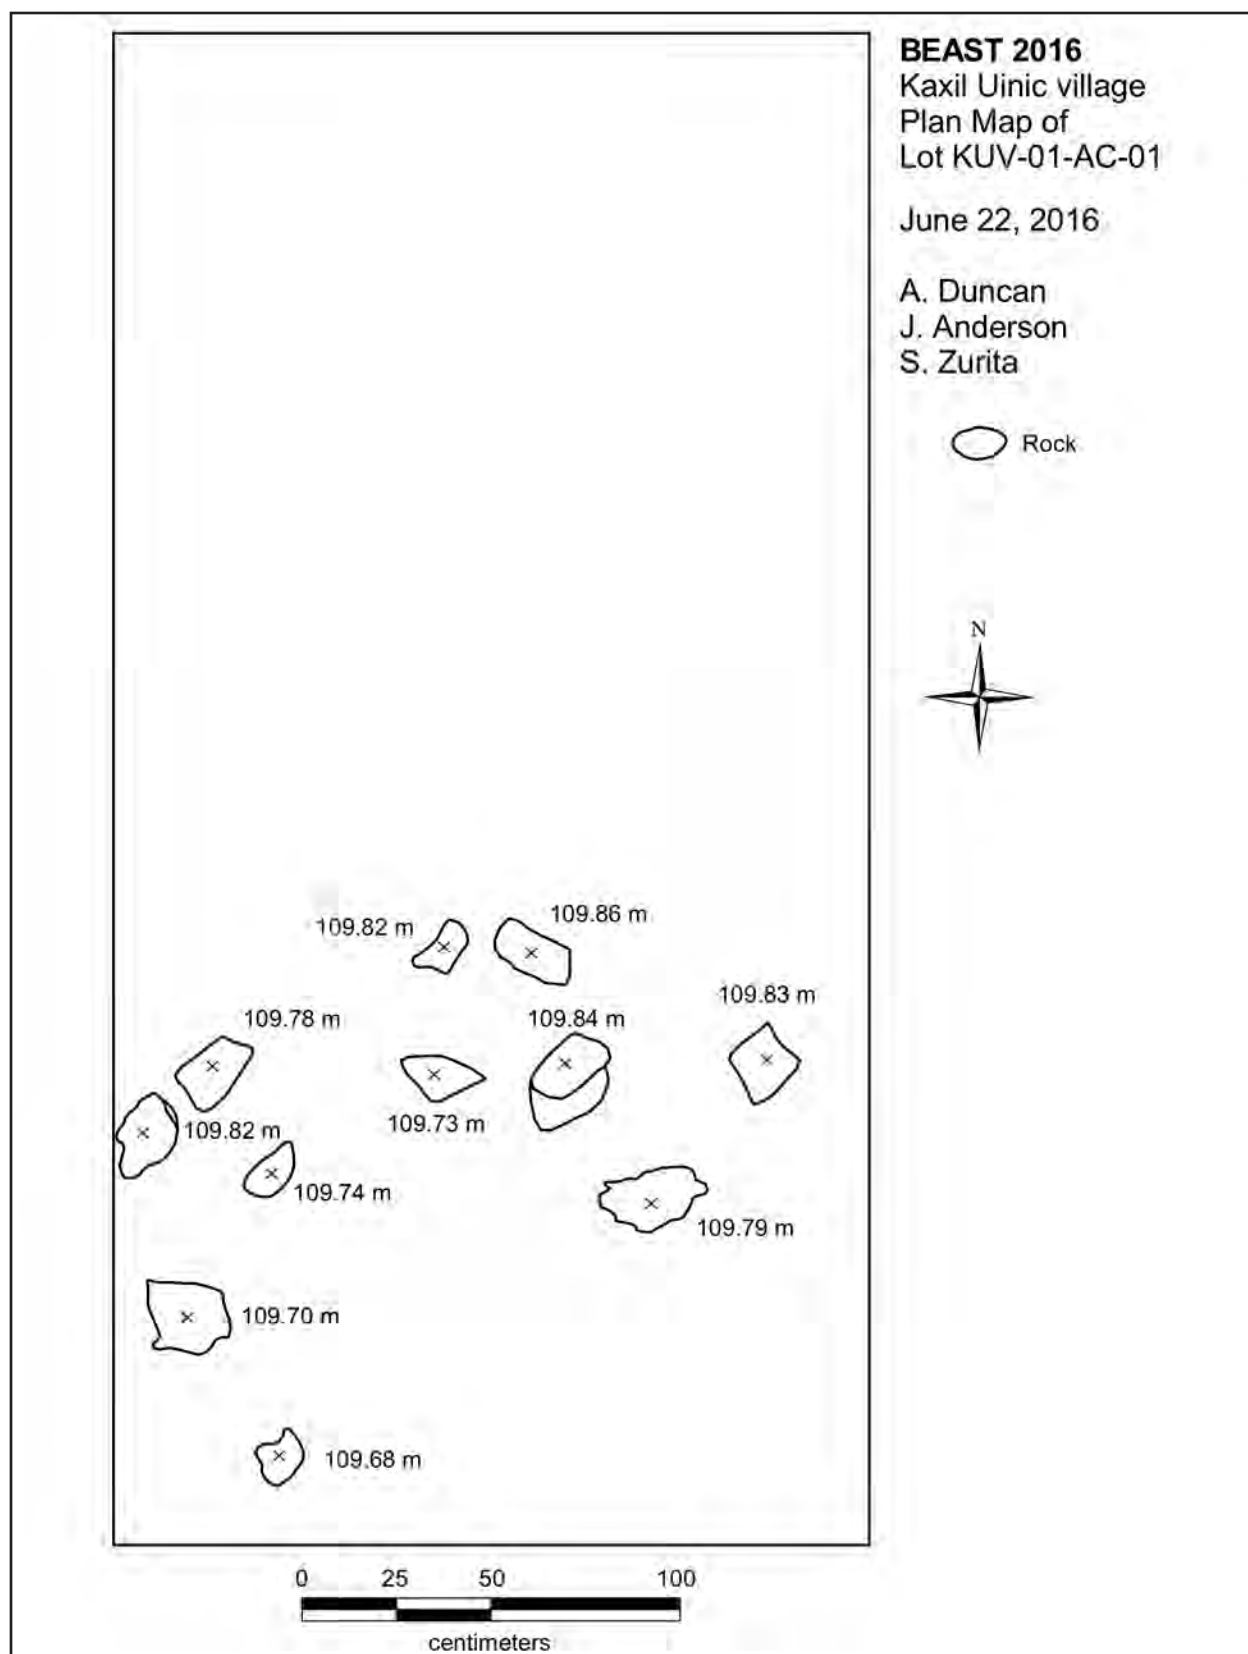 BEAST 2016
Kaxil Uinic village
Plan Map of
Lot KUV-01-AC-01
June 22, 2016
A. Duncan
J. Anderson
S. Zurita
Rock
N
109.82 m
109.86 m
109.83 m
109.78 m
109.84 m
109.82 m
109.73 m
109.74 m
109.79 m
109.70 m
109.68 m
0 25 50 100
centimeters